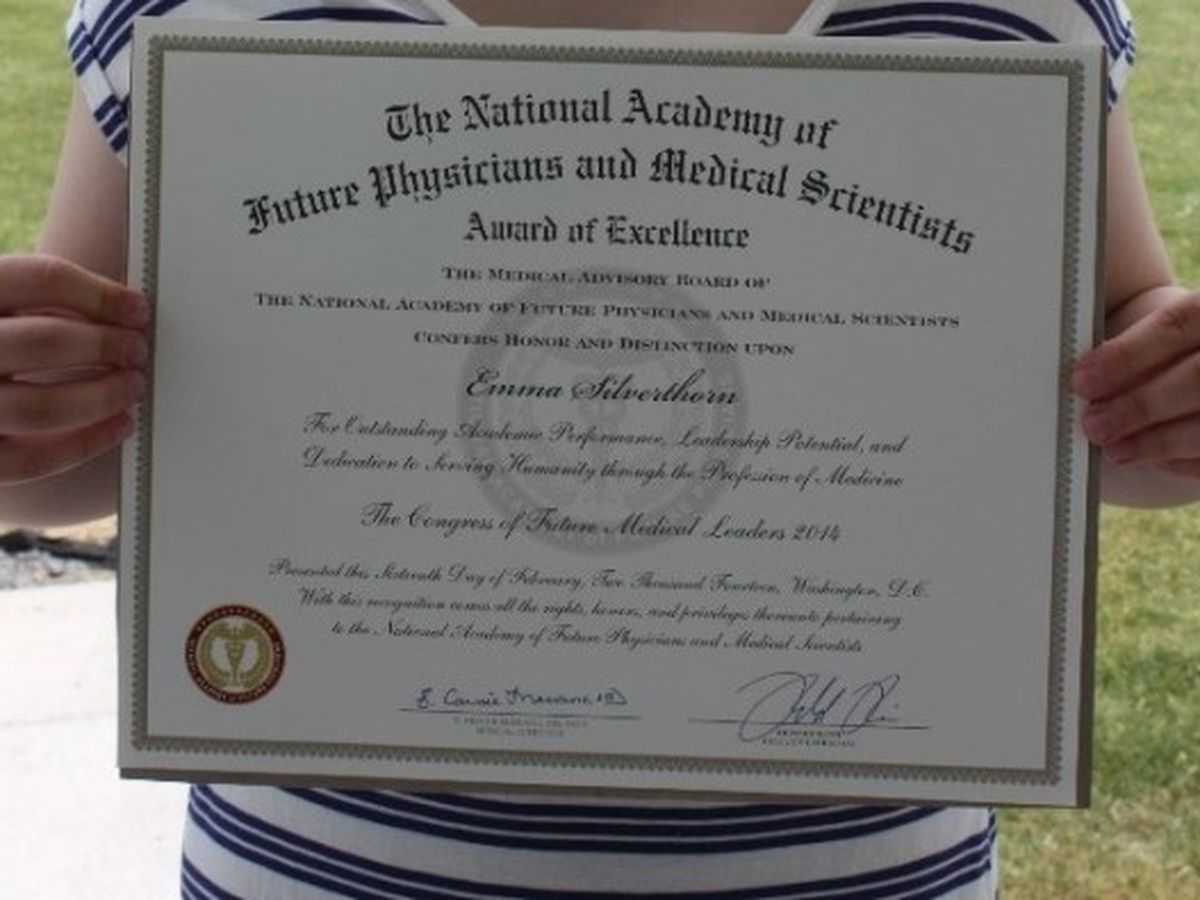 The National Academy of
Future Physicians and Medical Scientists
Award of Excellence
THE MEDICAL ADVISORY BOARD OF
THE NATIONAL ACADEMY OF FUTURE PHYSICIANS AND MEDICAL SCIENTISTS
CONFERS HONOR AND DISTINCTION UPON
Emma Silverthorn
For Outstanding Academic Performance, Leadership Potential, and
Dedication to Serving Humanity through the Profession of Medicine
The Congress of Future Medical Leaders 2014
Presented this Sixteenth Day of February, Two Thousand Fourteen, Washington, D.C.
With this recognition comes all the rights, honors, and privileges thereunto pertaining
to the National Academy of Future Physicians and Medical Scientists